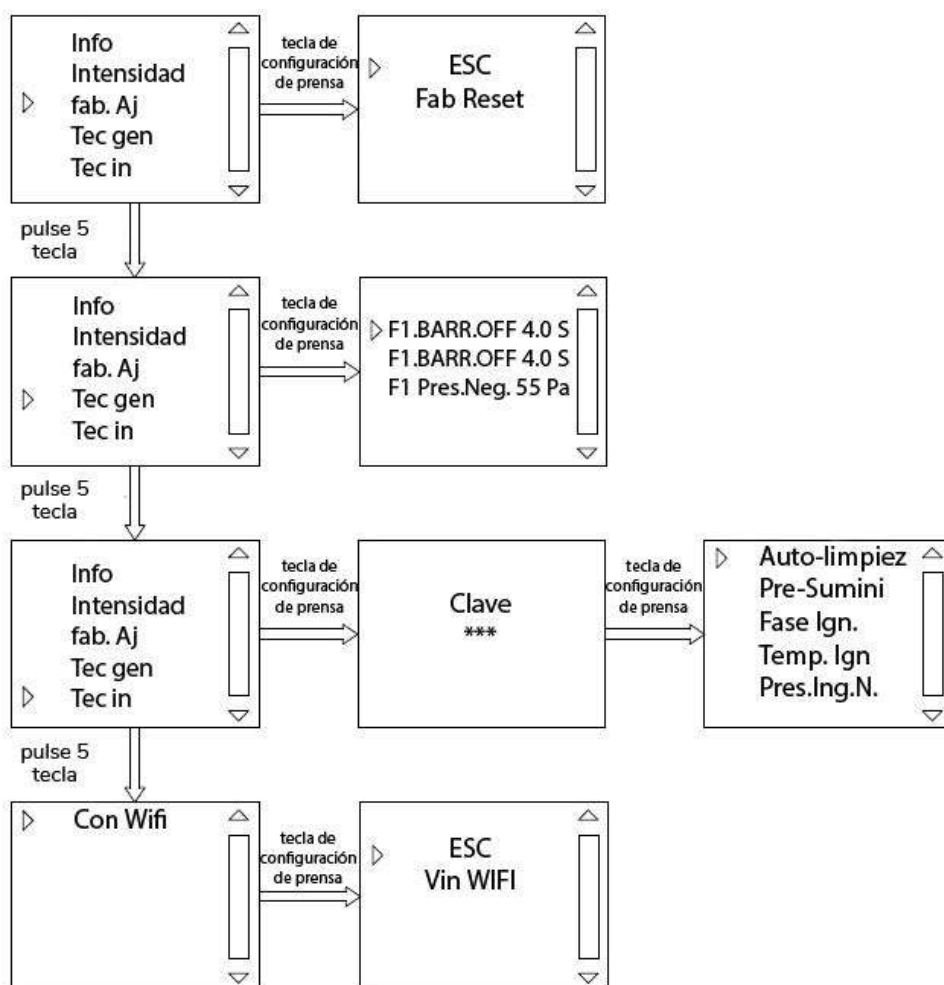 Info
Intensidad
fab. Aj
Tec gen
Tec in
tecla de
configuración
de prensa
ESC
Fab Reset
pulse 5
tecla
Info
Intensidad
fab. Aj
Tec gen
Tec in
tecla de
configuración
de prensa
F1.BARR.OFF 4.0 S
F1.BARR.OFF 4.0 S
F1 Pres.Neg. 55 Pa
pulse 5
tecla
Info
Intensidad
fab. Aj
Tec gen
Tec in
tecla de
configuración
de prensa
Clave
***
tecla de
configuración
de prensa
Auto-limpiez
Pre-Sumini
Fase Ign.
Temp. Ign
Pres.Ing.N.
pulse 5
tecla
Con Wifi
tecla de
configuración
de prensa
ESC
Vin WIFI